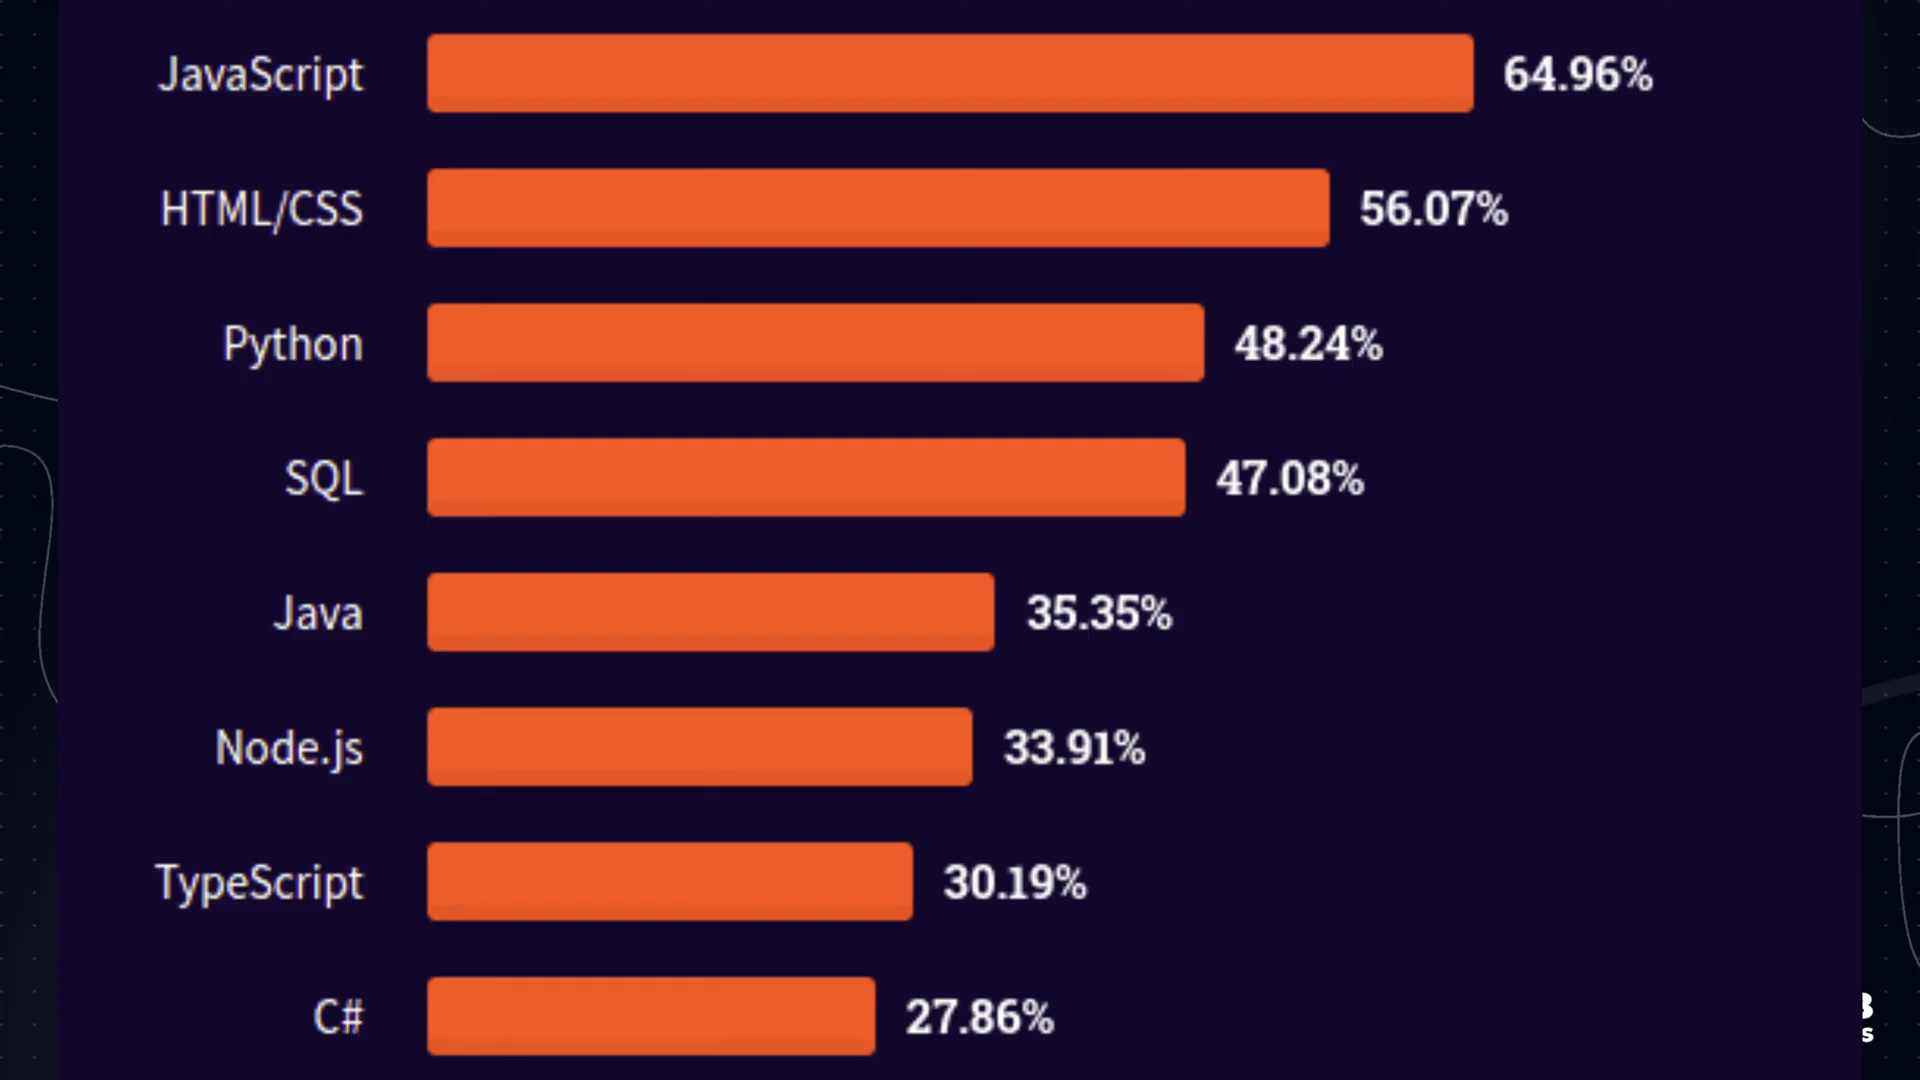 JavaScript 64.96%
HTML/CSS 56.07%
Python 48.24%
SQL 47.08%
Java 35.35%
Node.js 33.91%
TypeScript 30.19%
C# 27.86%